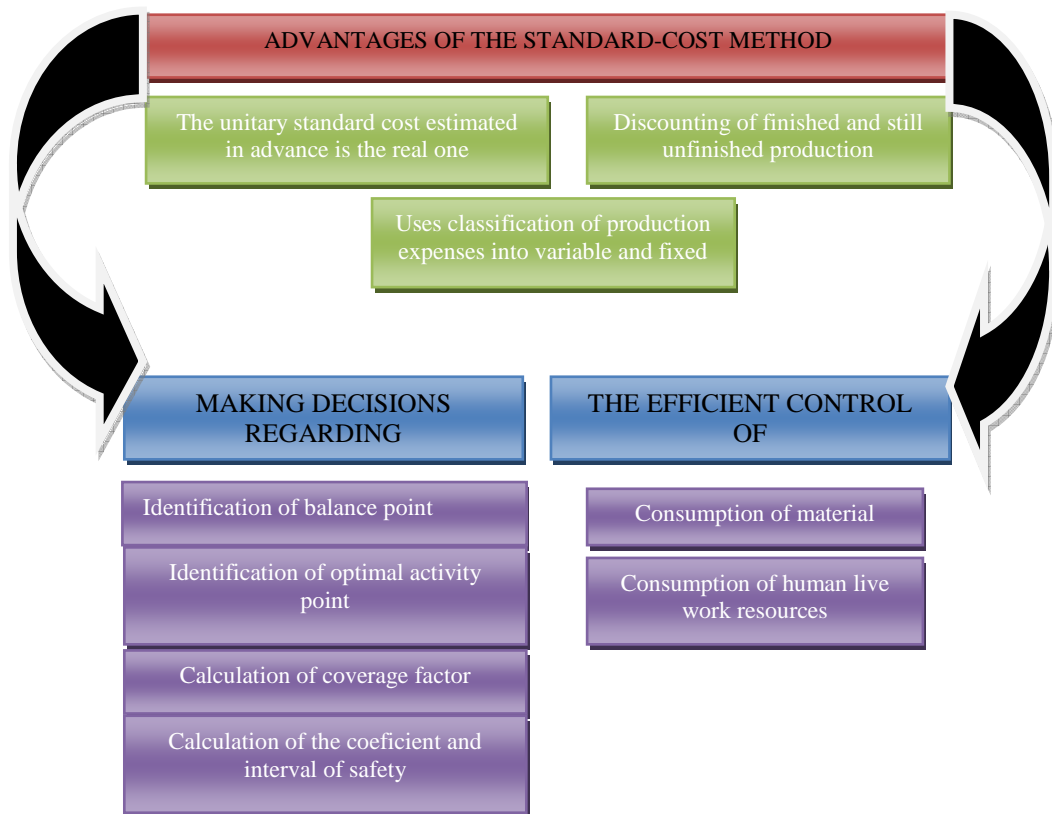 ADVANTAGES OF THE STANDARD-COST METHOD
The unitary standard cost estimated
in advance is the real one
Discounting of finished and still
unfinished production
Uses classification of production
expenses into variable and fixed
MAKING DECISIONS
REGARDING
THE EFFICIENT CONTROL
OF
Identification of balance point
Identification of optimal activity
point
Calculation of coverage factor
Calculation of the coeficient and
interval of safety
Consumption of material
Consumption of human live
work resources